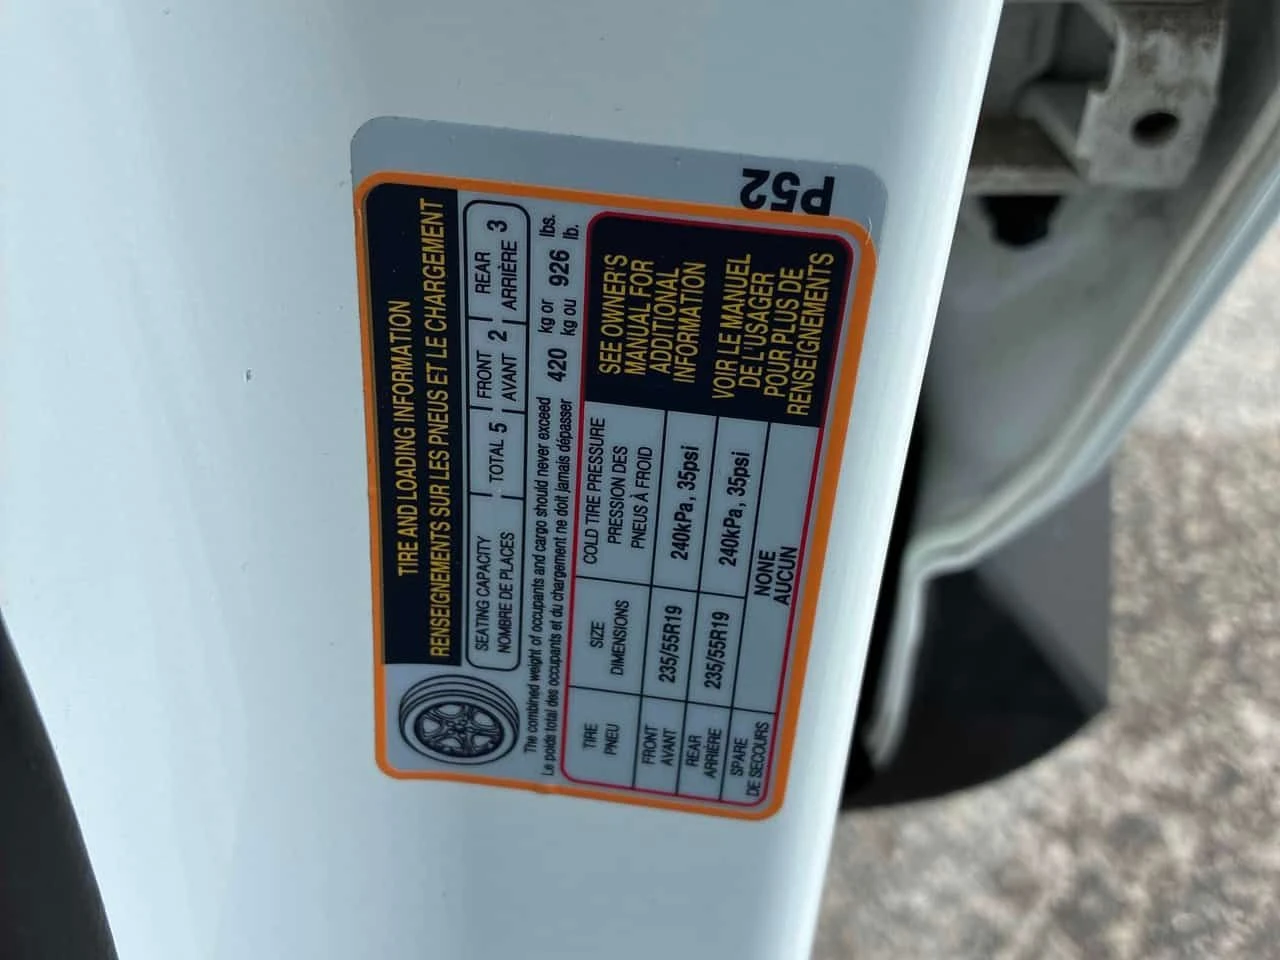 P52
TIRE AND LOADING INFORMATION
RENSEIGNEMENTS SUR LES PNEUS ET LE CHARGEMENT
SEATING CAPACITY
NOMBRE DE PLACES
TOTAL 5
FRONT
AVANT 2
REAR
ARRIÈRE 3
The combined weight of occupants and cargo should never exceed 420 kg or 926 lbs.
Le poids total des occupants et du chargement ne doit jamais dépasser kg ou lb.
TIRE
PNEU
SIZE
DIMENSIONS
COLD TIRE PRESSURE
PRESSION DES
PNEUS À FROID
FRONT
AVANT
235/55R19
240kPa, 35psi
REAR
ARRIÈRE
235/55R19
240kPa, 35psi
SPARE
DE SECOURS
NONE
AUCUN
SEE OWNER'S
MANUAL FOR
ADDITIONAL
INFORMATION
VOIR LE MANUEL
DE L'USAGER
POUR PLUS DE
RENSEIGNEMENTS